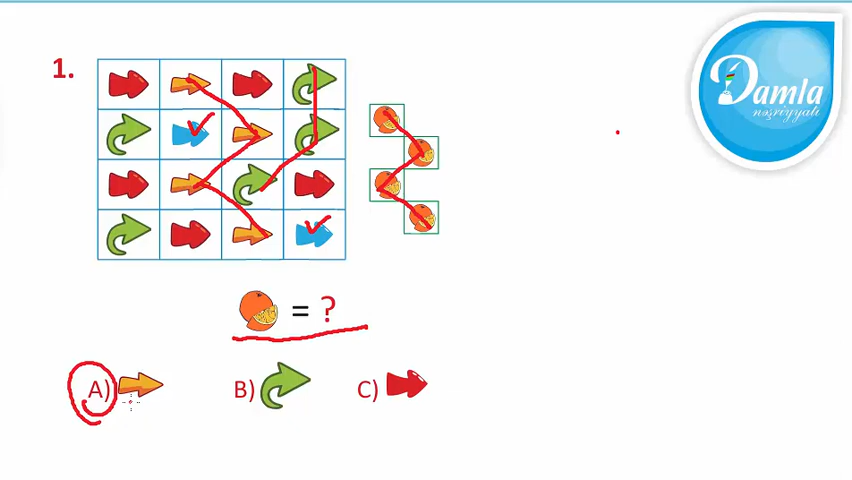 1.
Damla
nəşriyyatı
= ?
A)
B)
C)